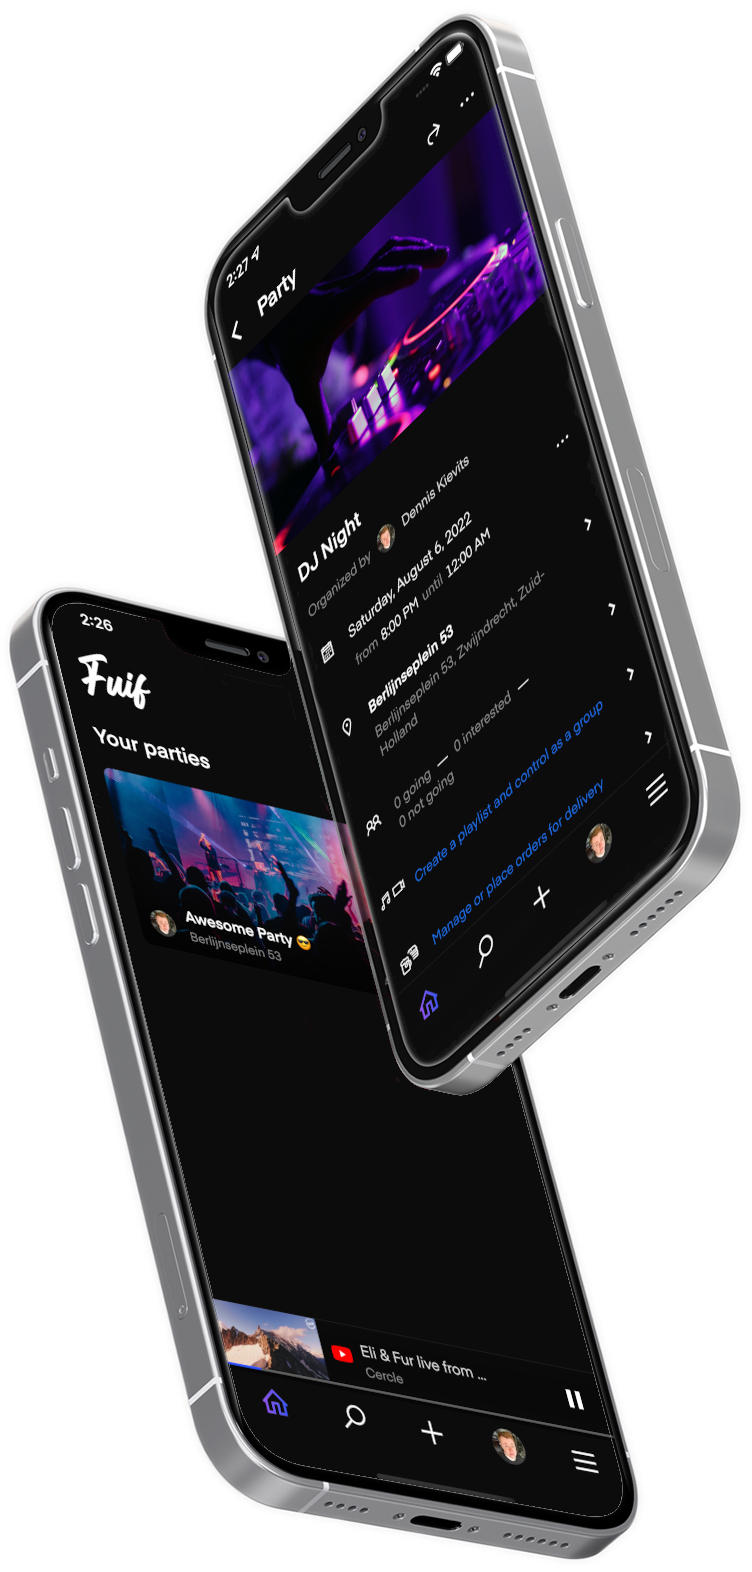 2:27
Party
DJ Night
Organized by Dennis Kievits
Saturday, August 6, 2022
from 8:00 PM until 12:00 AM
Berlijnseplein 53
Berlijnseplein 53, Zwijndrecht, Zuid-
Holland
0 going — 0 interested —
0 not going
Create a playlist and control as a group
Manage or place orders for delivery
2:26
Fuif
Your parties
Awesome Party 😎
Berlijnseplein 53
Eli & Fur live from ...
Cercle